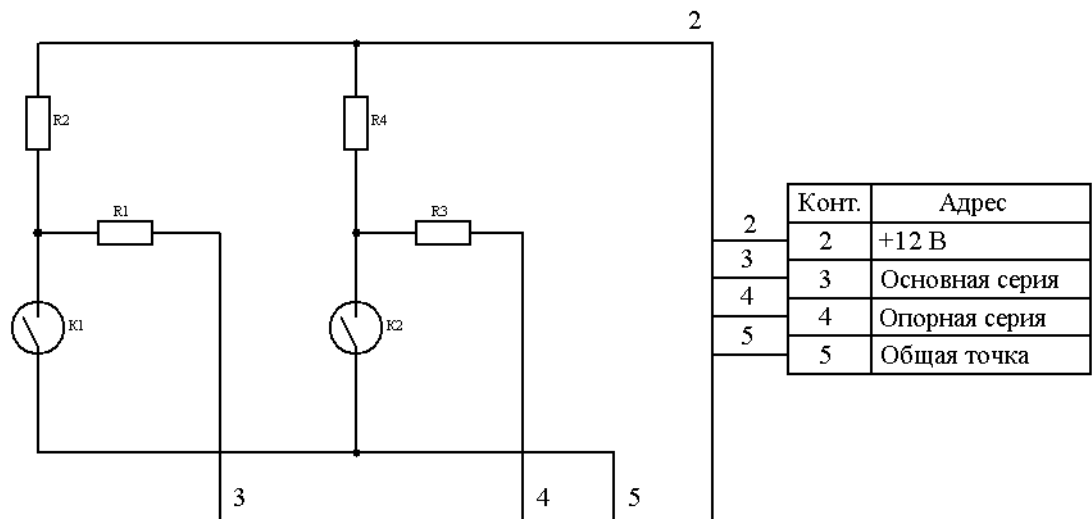 2
R2
R4
R1
R3
K1
K2
3
4
5
2
3
4
5
Конт. Адрес
2 +12 В
3 Основная серия
4 Опорная серия
5 Общая точка